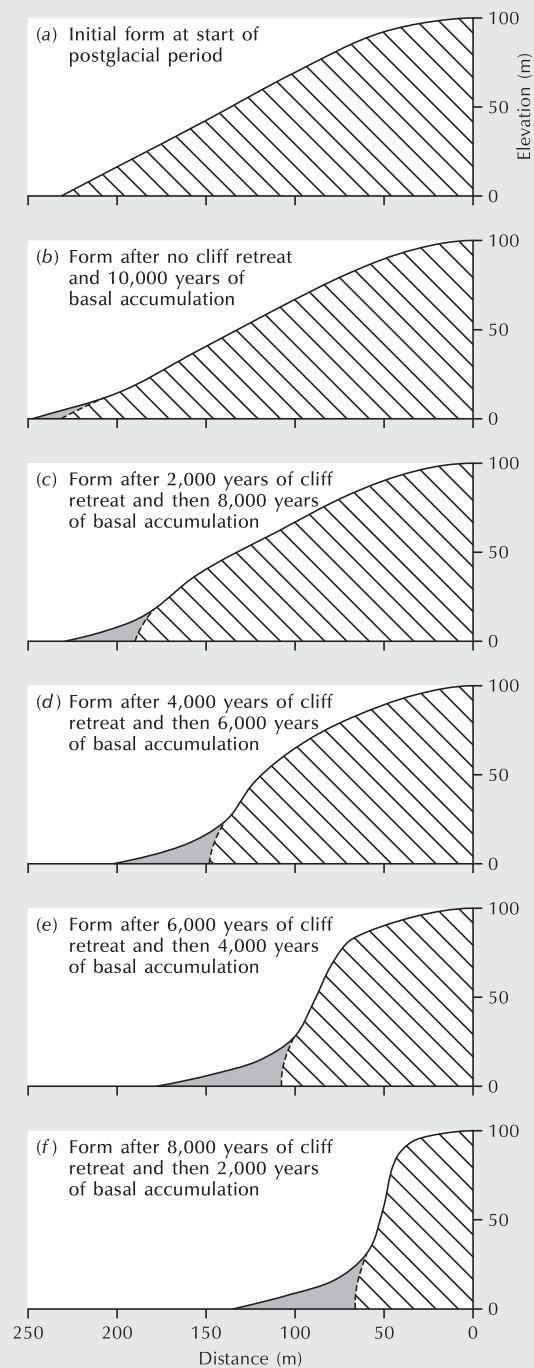 (a) Initial form at start of
postglacial period
100
50
0
Elevation (m)
(b) Form after no cliff retreat
and 10,000 years of
basal accumulation
100
50
0
(c) Form after 2,000 years of cliff
retreat and then 8,000 years
of basal accumulation
100
50
0
(d) Form after 4,000 years of cliff
retreat and then 6,000 years
of basal accumulation
100
50
0
(e) Form after 6,000 years of cliff
retreat and then 4,000 years
of basal accumulation
100
50
0
(f) Form after 8,000 years of cliff
retreat and then 2,000 years
of basal accumulation
100
50
0
250 200 150 100 50 0
Distance (m)